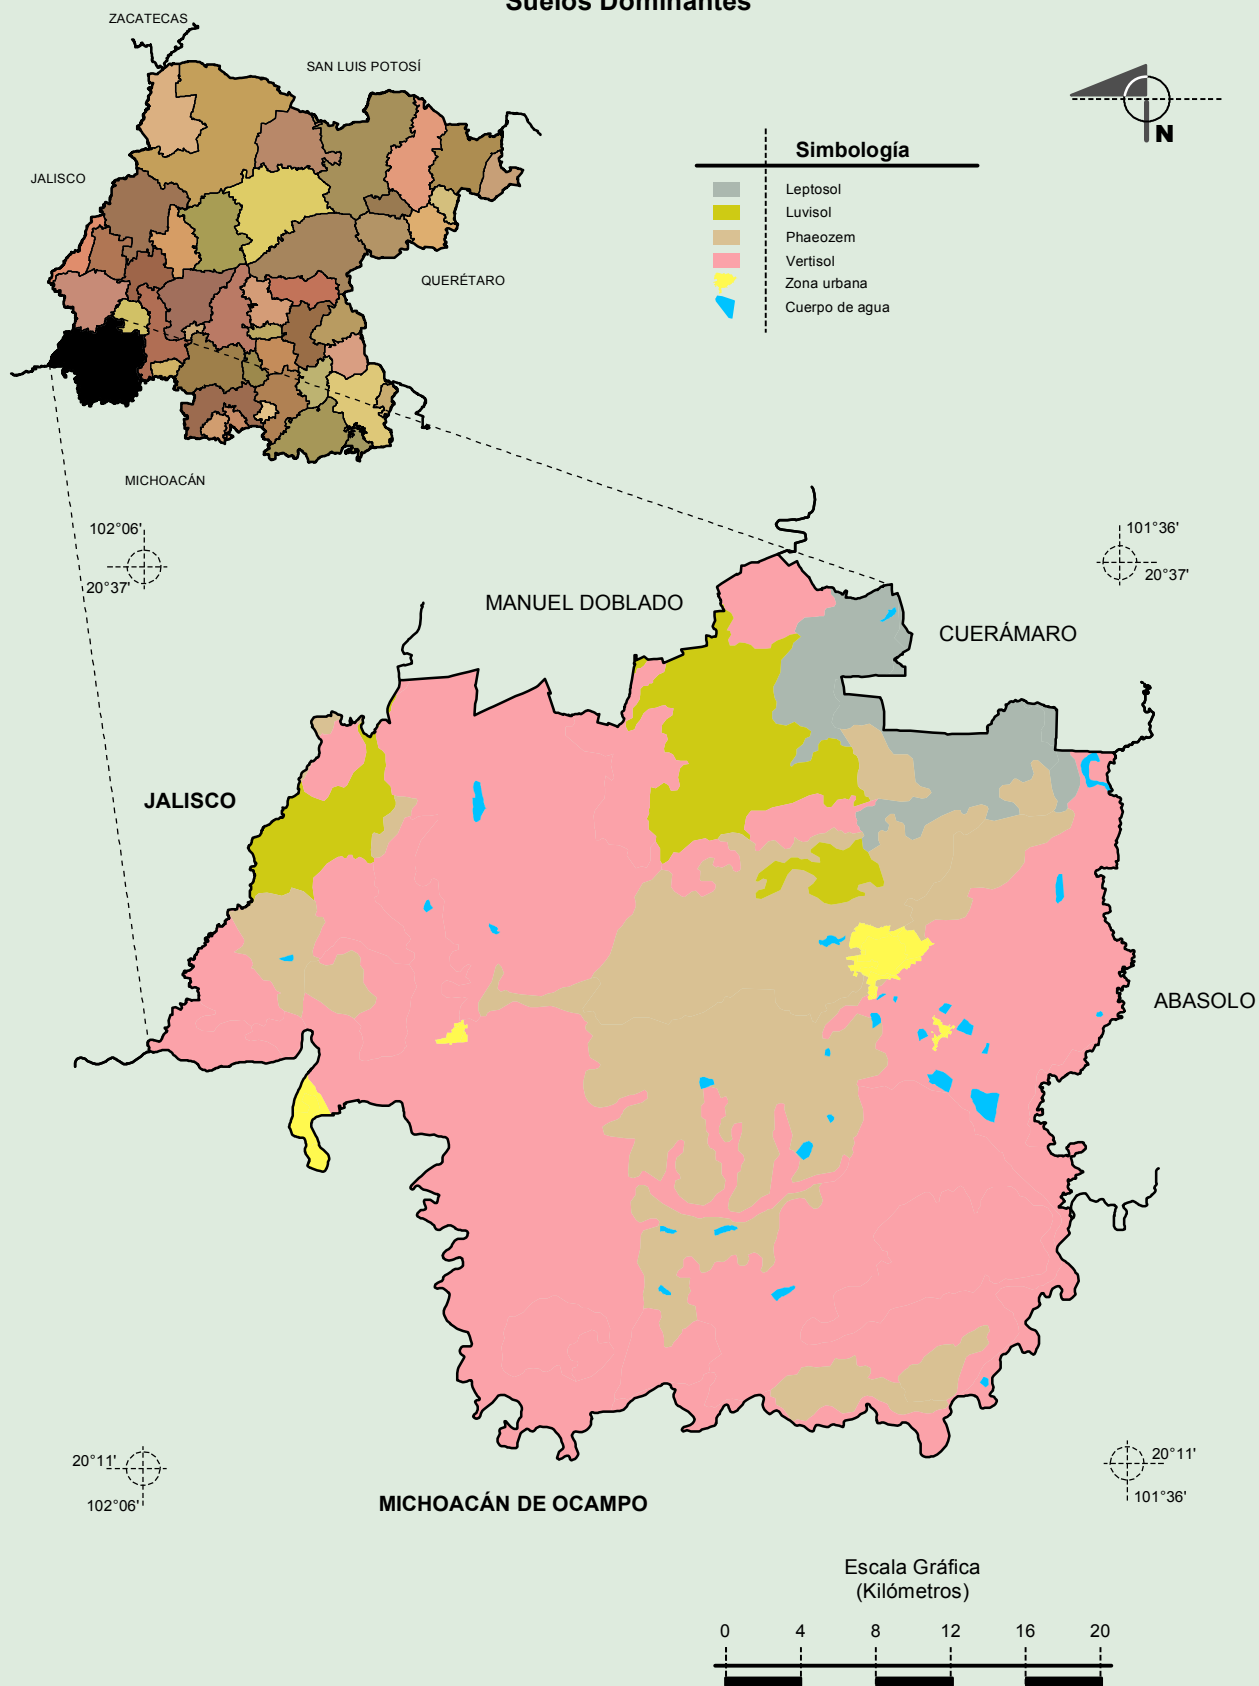 Suelos Dominantes
ZACATECAS
SAN LUIS POTOSÍ
JALISCO
QUERÉTARO
MICHOACÁN
N
Simbología
Leptosol
Luvisol
Phaeozem
Vertisol
Zona urbana
Cuerpo de agua
102°06'
20°37'
101°36'
20°37'
MANUEL DOBLADO
CUERÁMARO
JALISCO
ABASOLO
20°11'
102°06'
20°11'
101°36'
MICHOACÁN DE OCAMPO
Escala Gráfica
(Kilómetros)
0 4 8 12 16 20